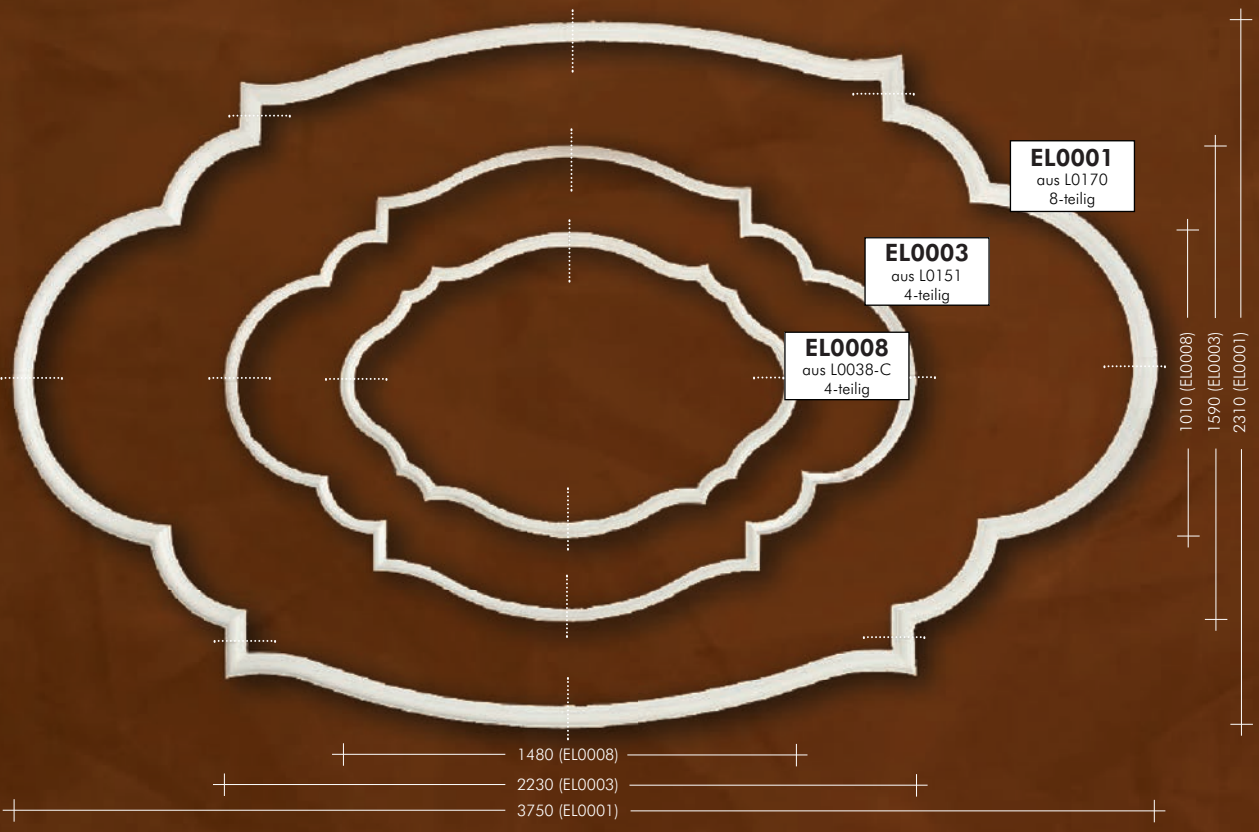 EL0001
aus L0170
8-teilig
EL0003
aus L0151
4-teilig
EL0008
aus L0038-C
4-teilig
1010 (EL0008)
1590 (EL0003)
2310 (EL0001)
1480 (EL0008)
2230 (EL0003)
3750 (EL0001)